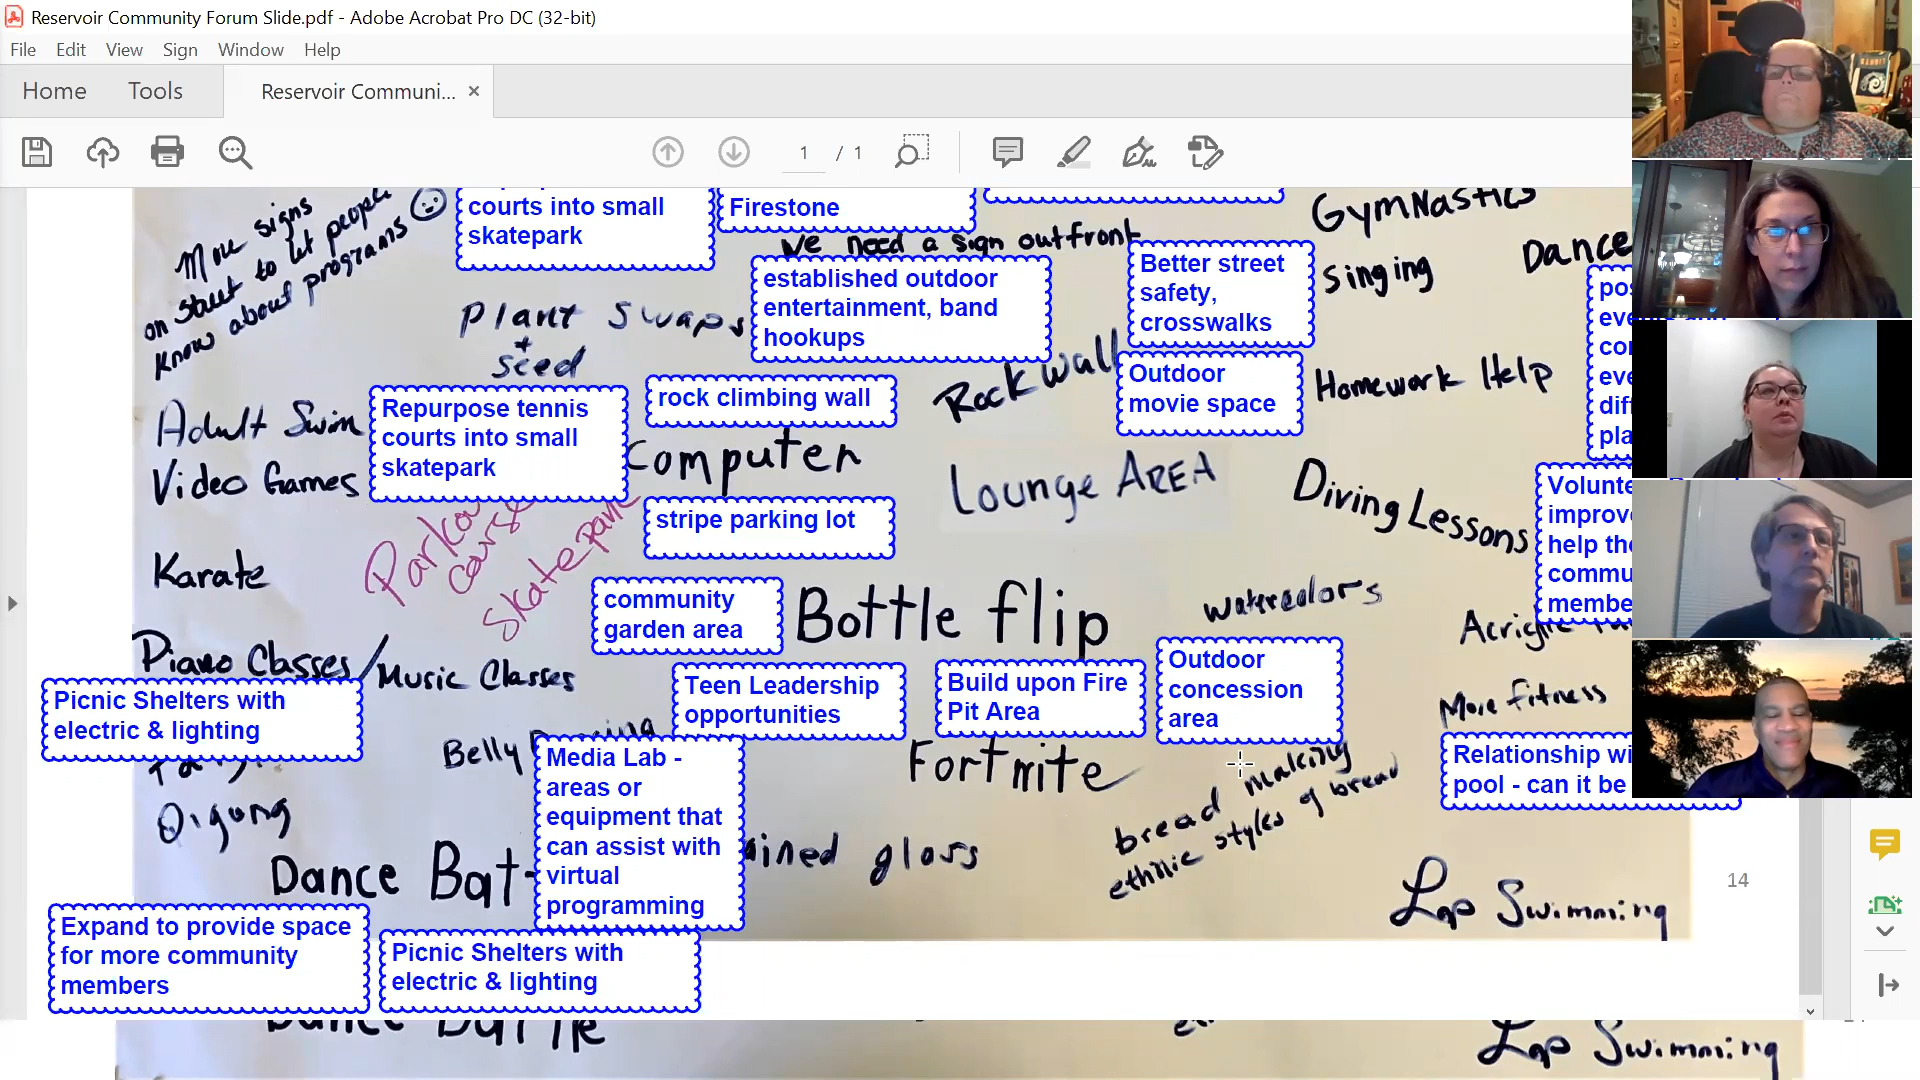 Reservoir Community Forum Slide.pdf - Adobe Acrobat Pro DC (32-bit)
File Edit View Sign Window Help
Home Tools Reservoir Communi... ×
1 / 1
More signs
on street to let people
know about programs
courts into small
skatepark
Firestone
we need a sign out front
GYMNASTICS
Dance
singing
Better street
safety,
crosswalks
established outdoor
entertainment, band
hookups
Plant swaps
+
seed
Rock Wall
Outdoor
movie space
Homework Help
rock climbing wall
Repurpose tennis
courts into small
skatepark
Adult Swim
Video Games
Computer
Lounge AREA
Diving Lessons
stripe parking lot
Karate
community
garden area
Bottle flip
watercolors
Piano Classes / Music Classes
Picnic Shelters with
electric & lighting
Teen Leadership
opportunities
Build upon Fire
Pit Area
Outdoor
concession
area
More fitness
Relationship
pool - can it be
Belly
Media Lab -
areas or
equipment that
can assist with
virtual
programming
Fortnite
bread making
ethnic styles of bread
Qigong
Dance
glass
Lap Swimming
14
Expand to provide space
for more community
members
Picnic Shelters with
electric & lighting
Dance Battle
Lap Swimming